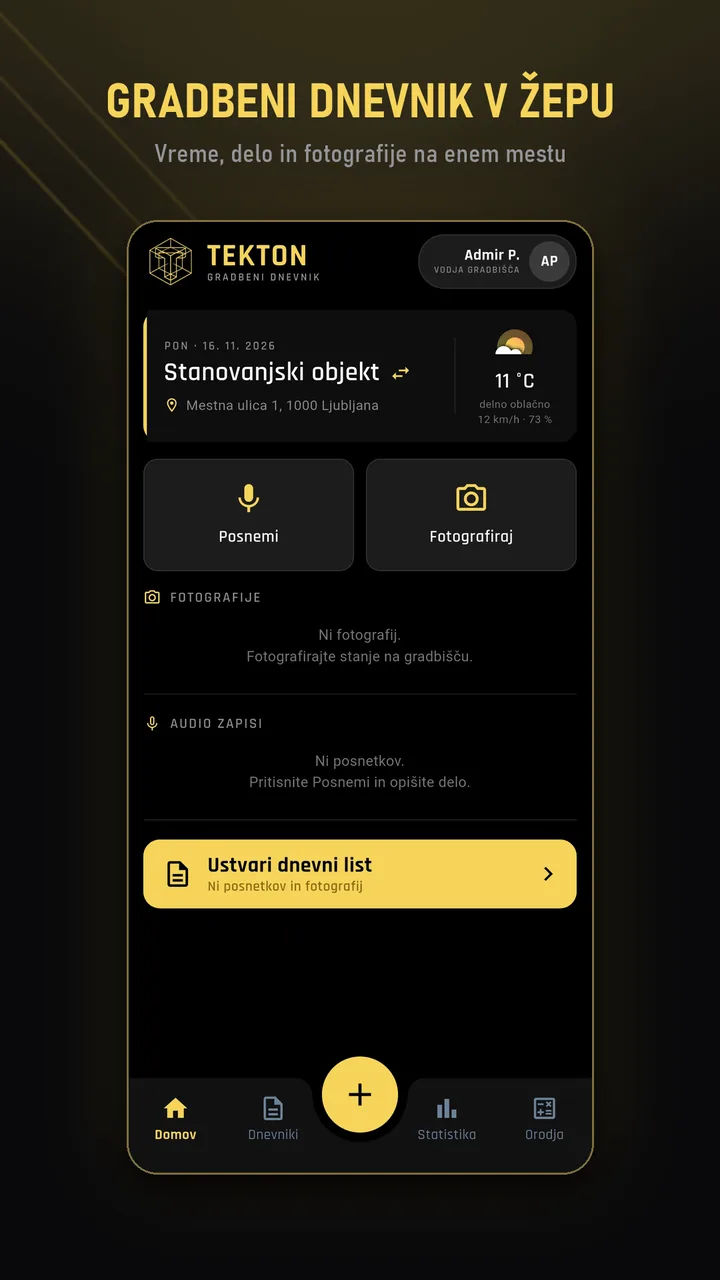 GRADBENI DNEVNIK V ŽEPU
Vreme, delo in fotografije na enem mestu
TEKTON
GRADBENI DNEVNIK
Admir P.
VODJA GRADBIŠČA
AP
PON · 16. 11. 2026
Stanovanjski objekt
Mestna ulica 1, 1000 Ljubljana
11 °C
delno oblačno
12 km/h · 73 %
Posnemi
Fotografiraj
FOTOGRAFIJE
Ni fotografij.
Fotografirajte stanje na gradbišču.
AUDIO ZAPISI
Ni posnetkov.
Pritisnite Posnemi in opišite delo.
Ustvari dnevni list
Ni posnetkov in fotografij
Domov
Dnevniki
Statistika
Orodja